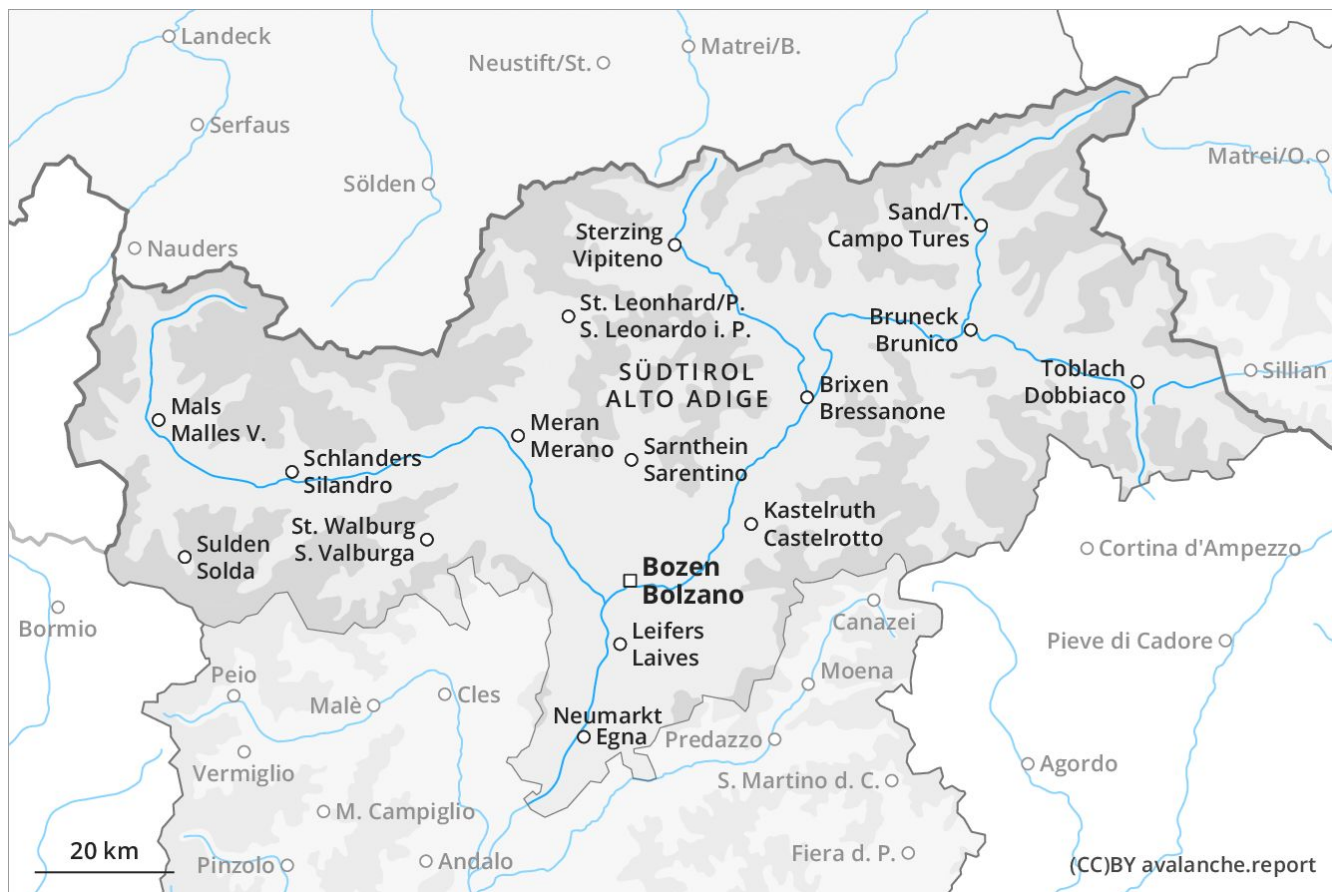 Landeck
Matrei/B.
Neustift/St.
Serfaus
Matrei/O.
Sölden
Sand/T.
Campo Tures
Sterzing
Vipiteno
Nauders
St. Leonhard/P.
S. Leonardo i. P.
Bruneck
Brunico
SÜDTIROL
ALTO ADIGE
Toblach
Dobbiaco
Sillian
Brixen
Bressanone
Mals
Malles V.
Meran
Merano
Sarnthein
Sarentino
Schlanders
Silandro
Kastelruth
Castelrotto
St. Walburg
S. Valburga
Sulden
Solda
Cortina d'Ampezzo
Bozen
Bolzano
Bormio
Canazei
Leifers
Laives
Pieve di Cadore
Peio
Moena
Malè
Cles
Neumarkt
Egna
Predazzo
Vermiglio
Agordo
S. Martino d. C.
M. Campiglio
20 km
Pinzolo
Andalo
Fiera d. P.
(CC)BY avalanche.report